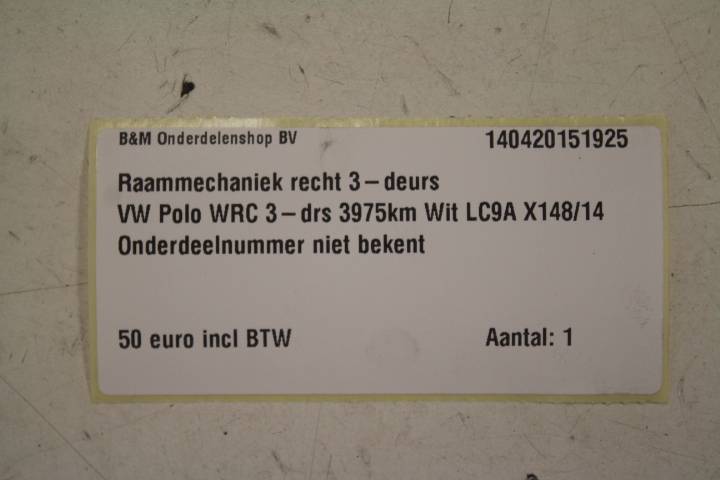 B&M Onderdelenshop BV 140420151925
Raammechaniek recht 3-deurs
VW Polo WRC 3-drs 3975km Wit LC9A X148/14
Onderdeelnummer niet bekent
50 euro incl BTW Aantal: 1